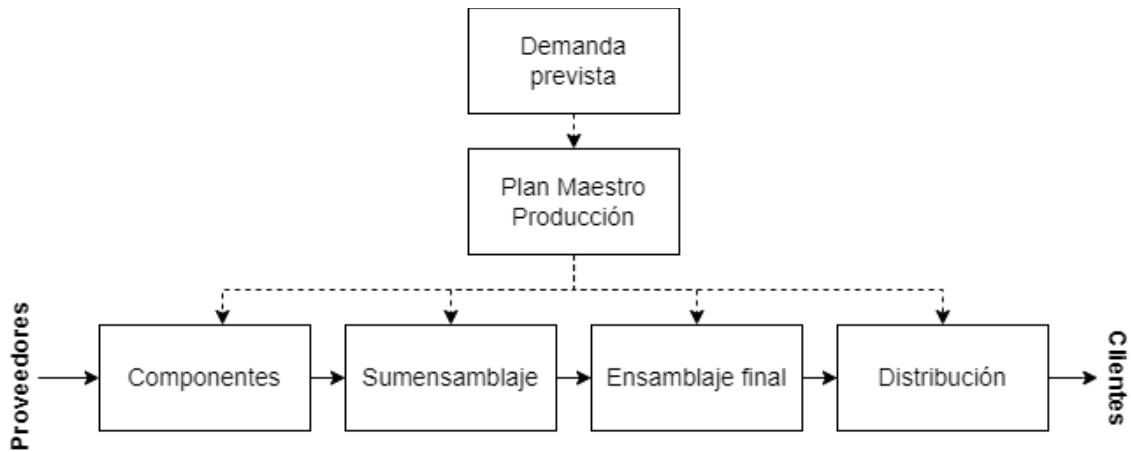 Demanda
prevista
Plan Maestro
Producción
Proveedores
Componentes
Sumensamblaje
Ensamblaje final
Distribución
Clientes